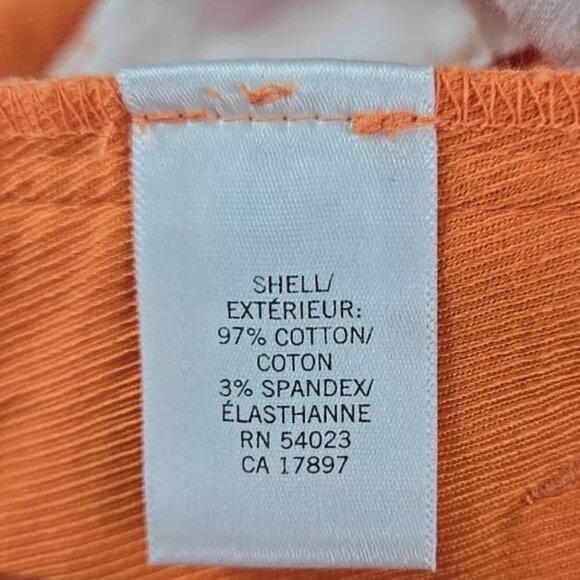 SHELL/
EXTÉRIEUR:
97% COTTON/
COTON
3% SPANDEX/
ÉLASTHANNE
RN 54023
CA 17897